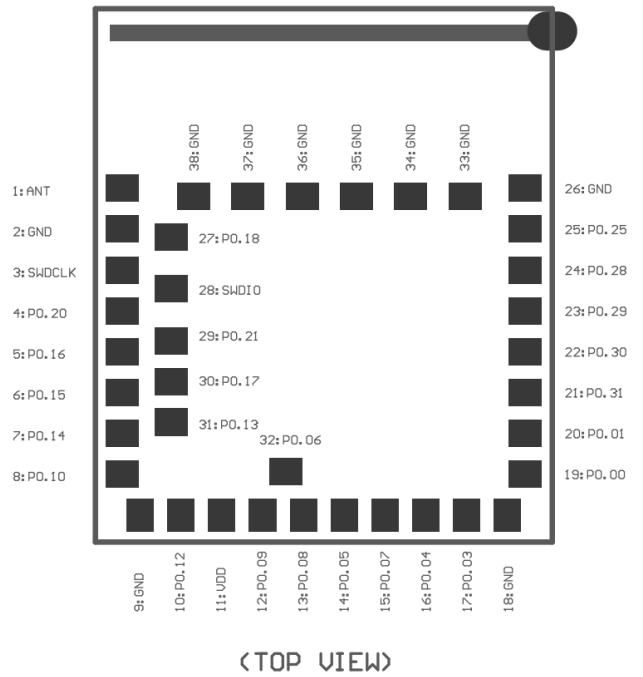 38:GND
37:GND
36:GND
35:GND
34:GND
33:GND
1:ANT
2:GND
3:SWDCLK
4:P0.20
5:P0.16
6:P0.15
7:P0.14
8:P0.10
27:P0.18
28:SWDIO
29:P0.21
30:P0.17
31:P0.13
32:P0.06
26:GND
25:P0.25
24:P0.28
23:P0.29
22:P0.30
21:P0.31
20:P0.01
19:P0.00
9:GND
10:P0.12
11:VDD
12:P0.09
13:P0.08
14:P0.05
15:P0.07
16:P0.04
17:P0.03
18:GND
(TOP VIEW)